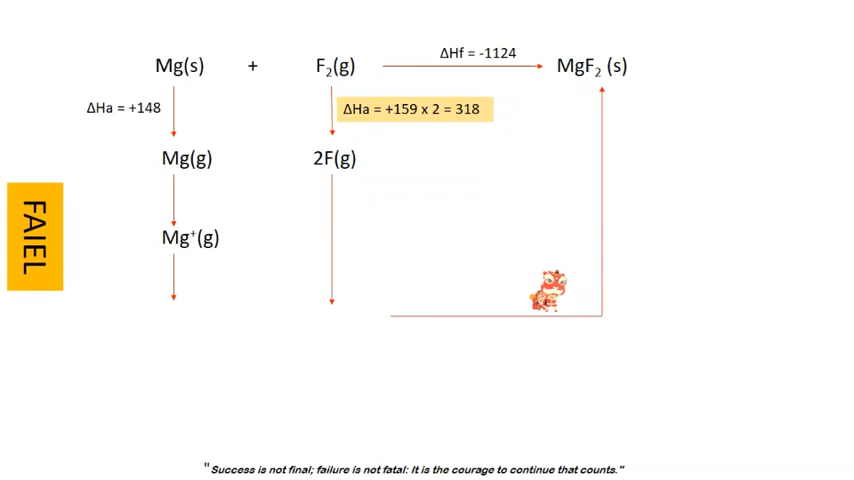 ΔHf = -1124
Mg(s) + F₂(g) MgF₂ (s)
ΔHa = +148
ΔHa = +159 x 2 = 318
Mg(g) 2F(g)
FAIEL
Mg⁺(g)
"Success is not final; failure is not fatal: It is the courage to continue that counts."